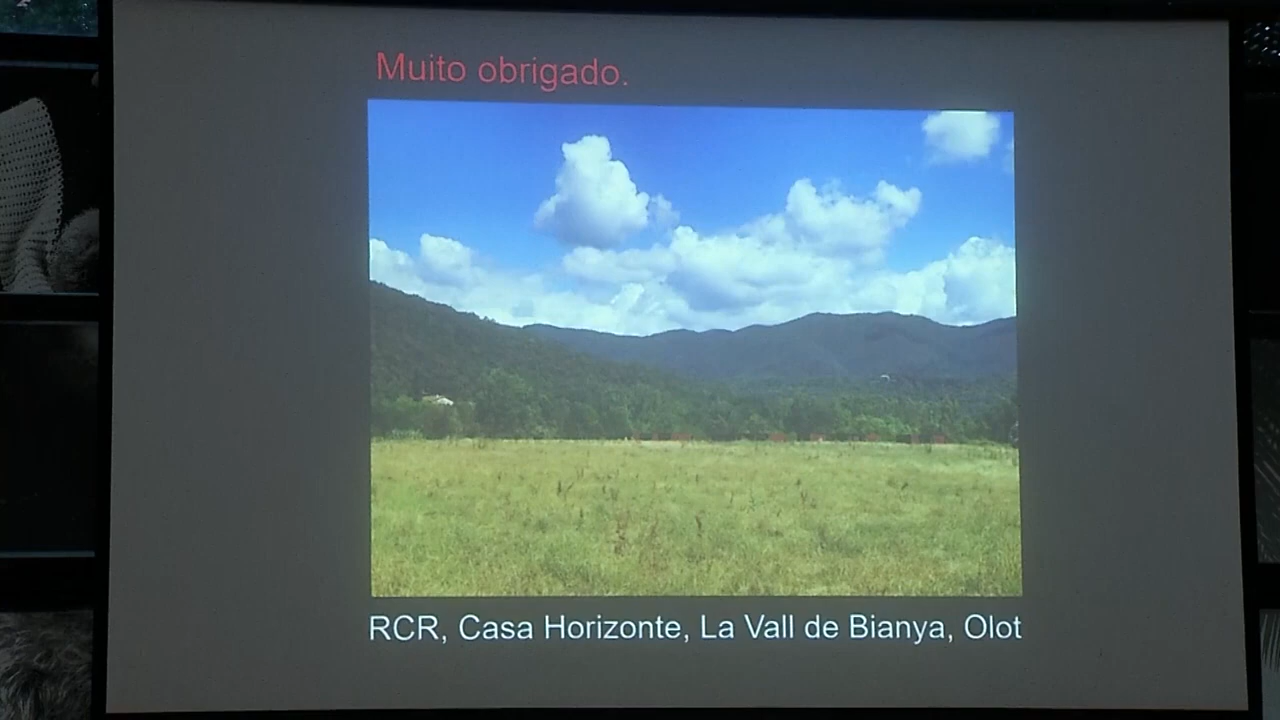 Muito obrigado.
RCR, Casa Horizonte, La Vall de Bianya, Olot